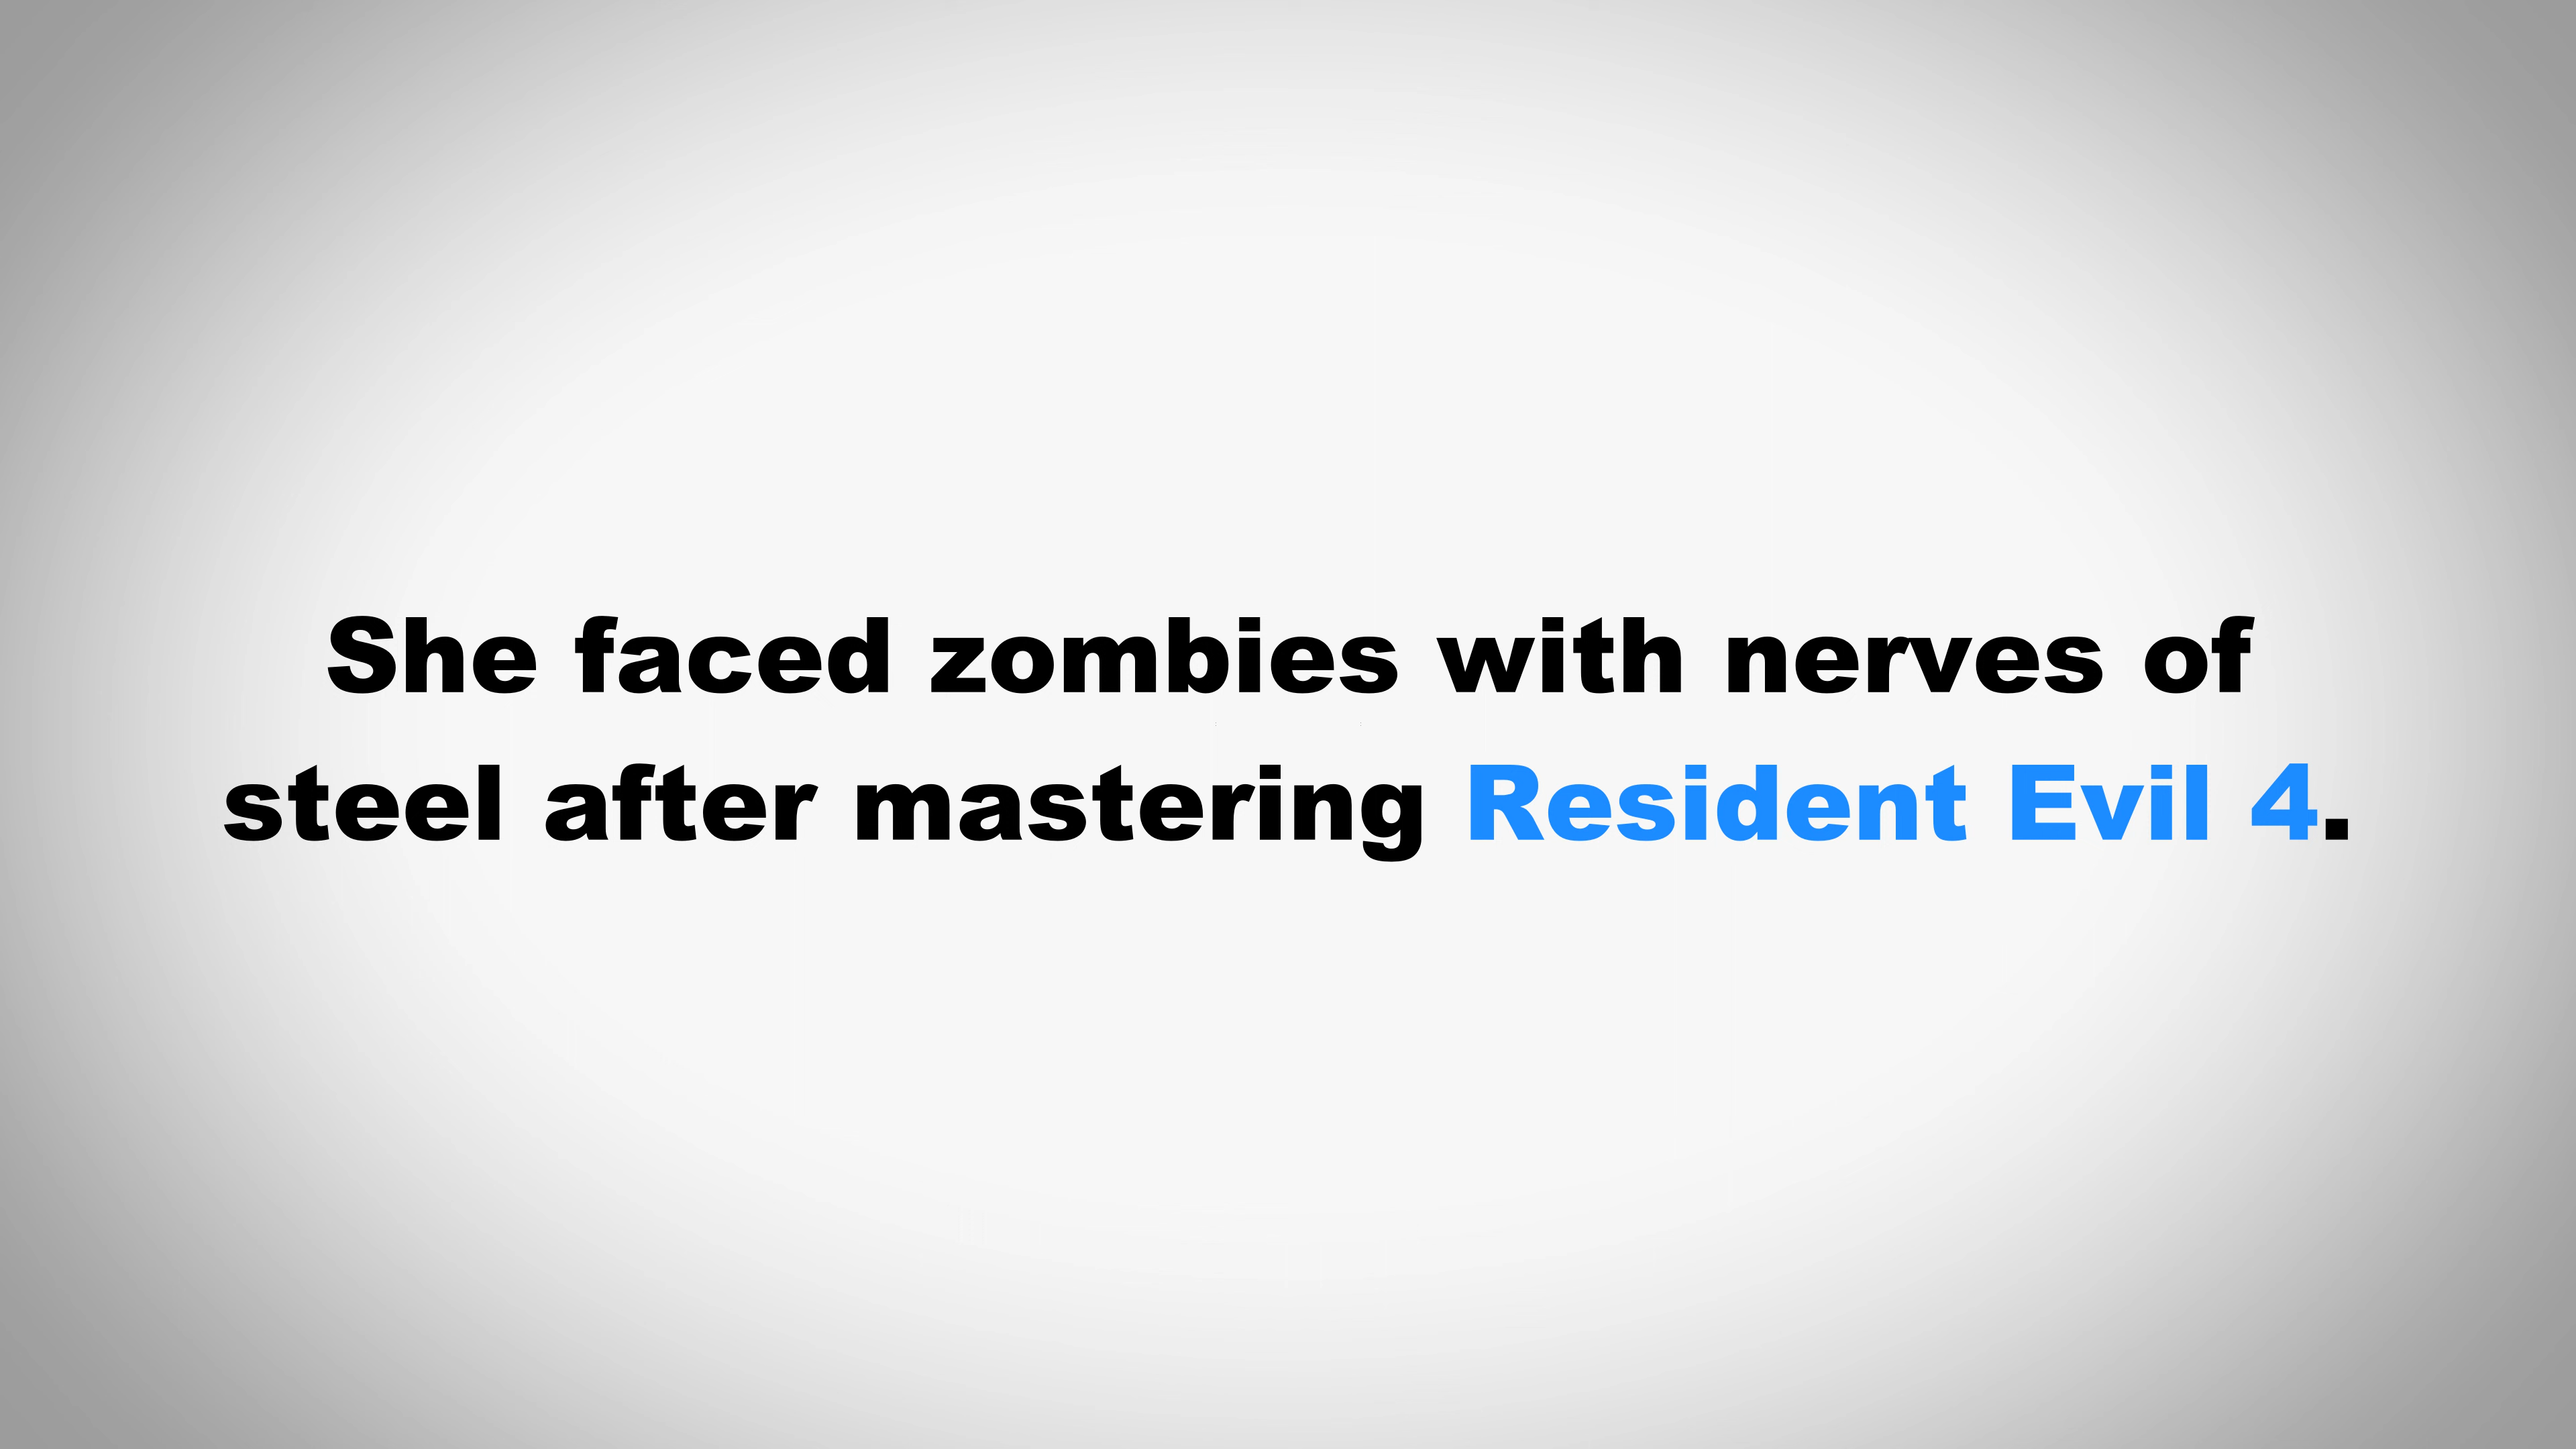 She faced zombies with nerves of
steel after mastering Resident Evil 4.